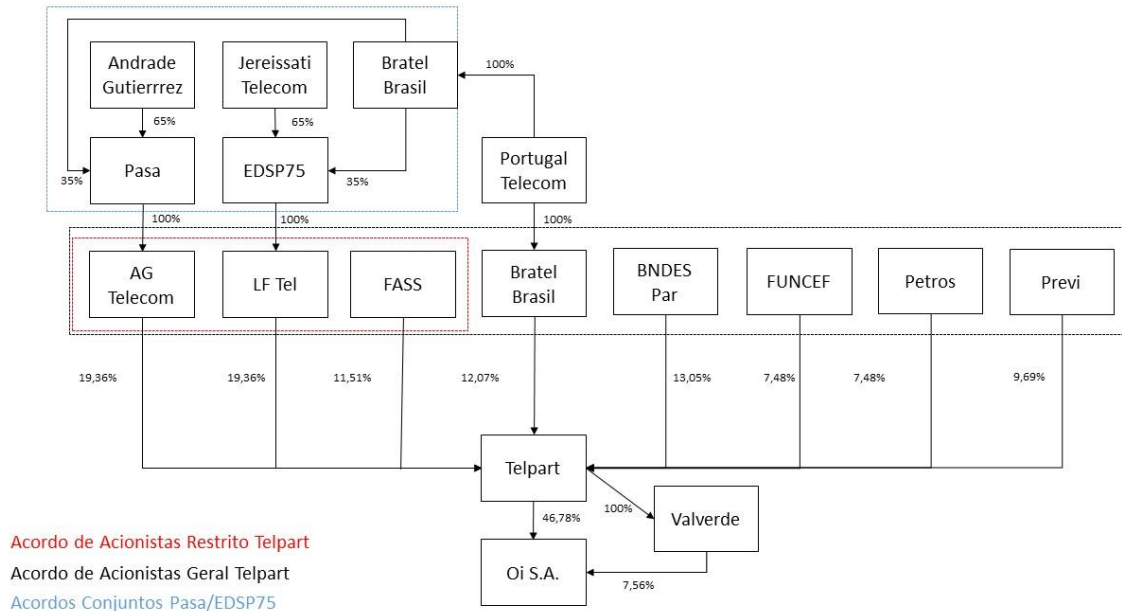 Andrade
Gutierrrez
Jereissati
Telecom
Bratel
Brasil
100%
65%
65%
Pasa
EDSP75
Portugal
Telecom
35%
35%
100%
100%
100%
AG
Telecom
LF Tel
FASS
Bratel
Brasil
BNDES
Par
FUNCEF
Petros
Previ
19,36%
19,36%
11,51%
12,07%
13,05%
7,48%
7,48%
9,69%
Telpart
100%
Valverde
46,78%
Oi S.A.
7,56%
Acordo de Acionistas Restrito Telpart
Acordo de Acionistas Geral Telpart
Acordos Conjuntos Pasa/EDSP75